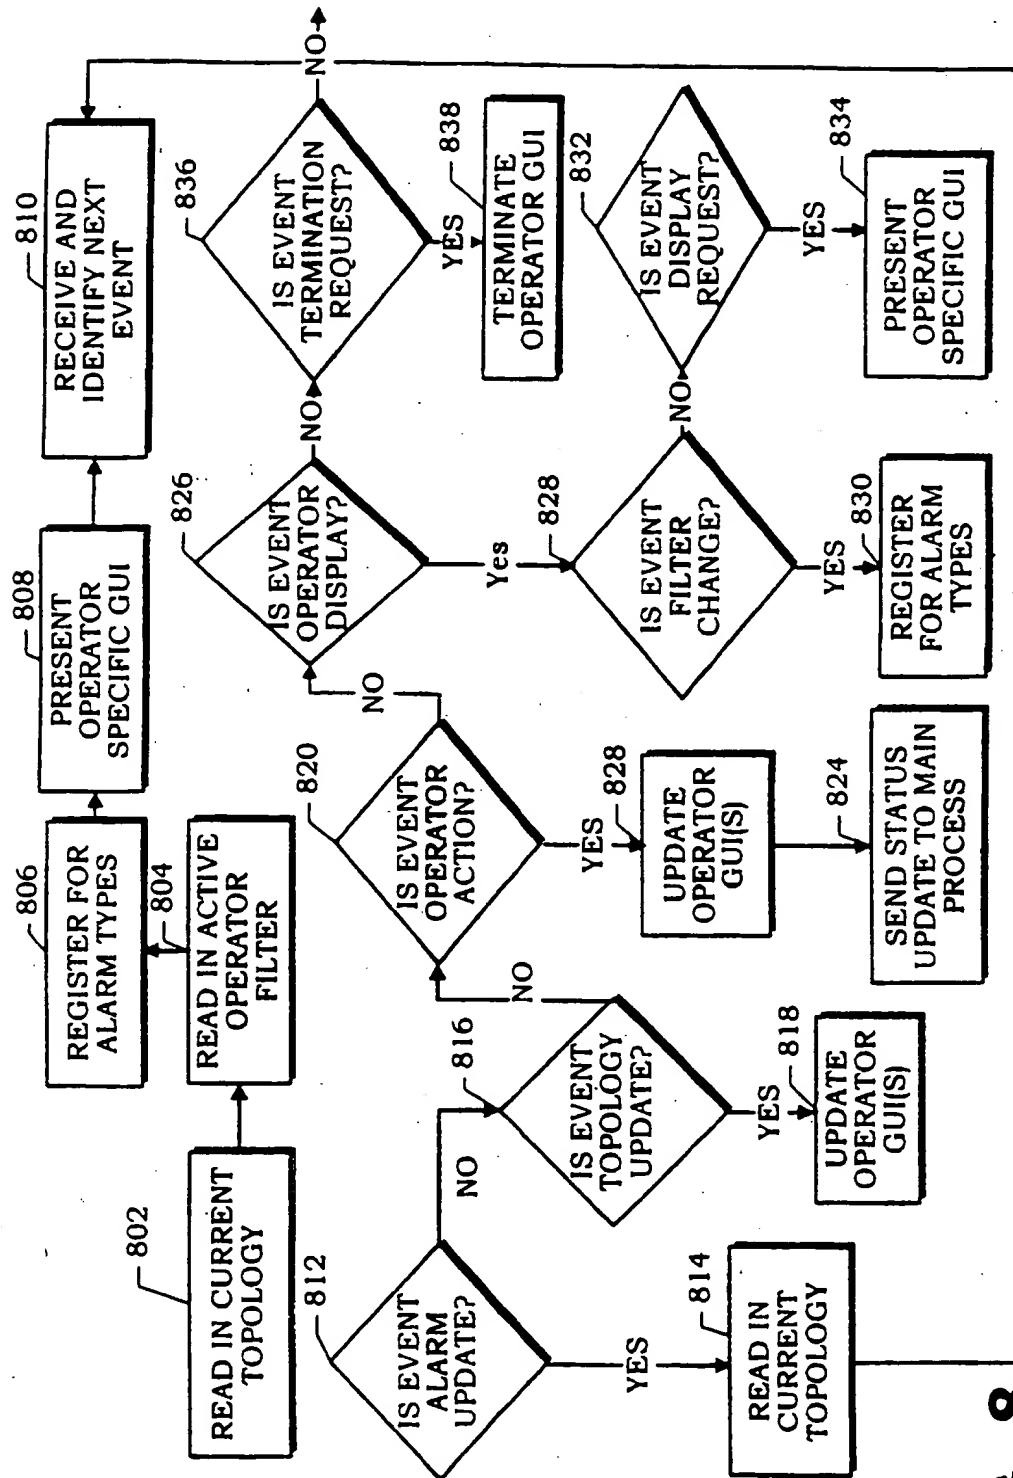 802
READ IN CURRENT
TOPOLOGY
804
READ IN ACTIVE
OPERATOR
FILTER
806
REGISTER FOR
ALARM TYPES
808
PRESENT
OPERATOR
SPECIFIC GUI
810
RECEIVE AND
IDENTIFY NEXT
EVENT
812
IS EVENT
ALARM
UPDATE?
NO
YES
814
READ IN
CURRENT
TOPOLOGY
816
IS EVENT
TOPOLOGY
UPDATE?
NO
YES
818
UPDATE
OPERATOR
GUI(S)
820
IS EVENT
OPERATOR
ACTION?
NO
YES
828
UPDATE
OPERATOR
GUI(S)
824
SEND STATUS
UPDATE TO MAIN
PROCESS
826
IS EVENT
OPERATOR
DISPLAY?
NO
Yes
828
IS EVENT
FILTER
CHANGE?
NO
YES
830
REGISTER
FOR ALARM
TYPES
836
IS EVENT
TERMINATION
REQUEST?
NO
YES
838
TERMINATE
OPERATOR GUI
832
IS EVENT
DISPLAY
REQUEST?
YES
834
PRESENT
OPERATOR
SPECIFIC GUI